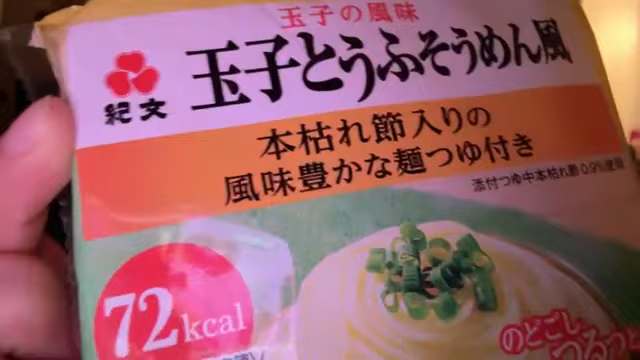 玉子の風味
紀文
玉子とうふそうめん風
本枯れ節入りの
風味豊かな麺つゆ付き
添付つゆ中本枯れ節0.9%使用
72kcal
のどごし